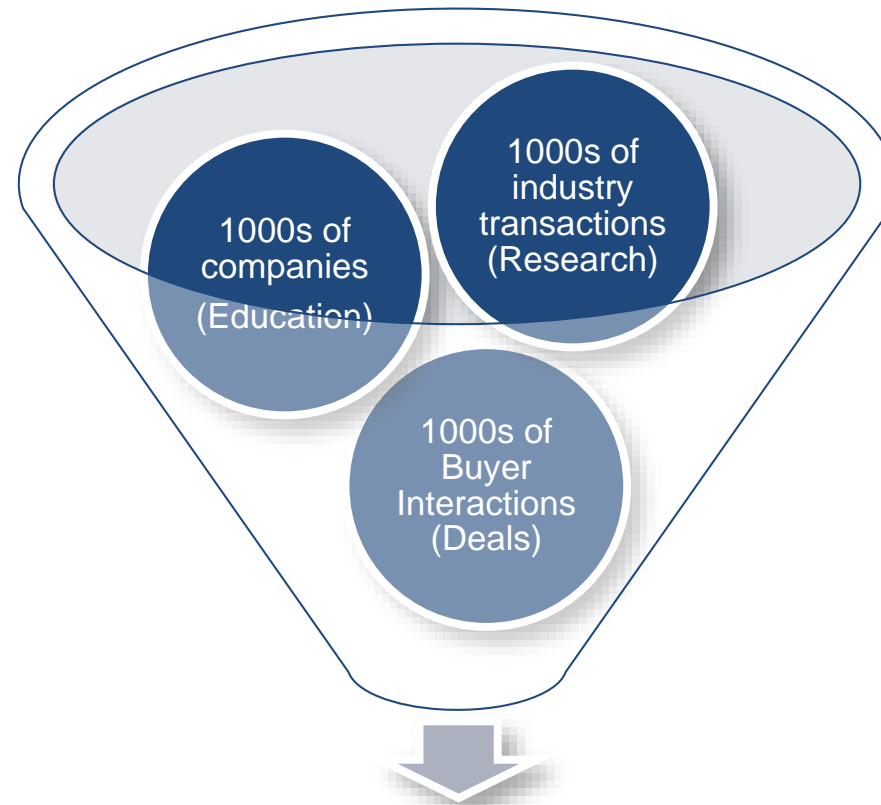 1000s of
companies
(Education)
1000s of
industry
transactions
(Research)
1000s of
Buyer
Interactions
(Deals)